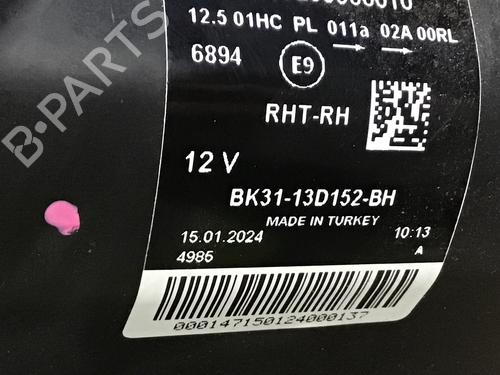 12.5 01HC PL 011a 02A 00RL
6894 E9
RHT-RH
12 V
BK31-13D152-BH
MADE IN TURKEY
15.01.2024 10:13
4985 A
000147150124000137
B-PARTS